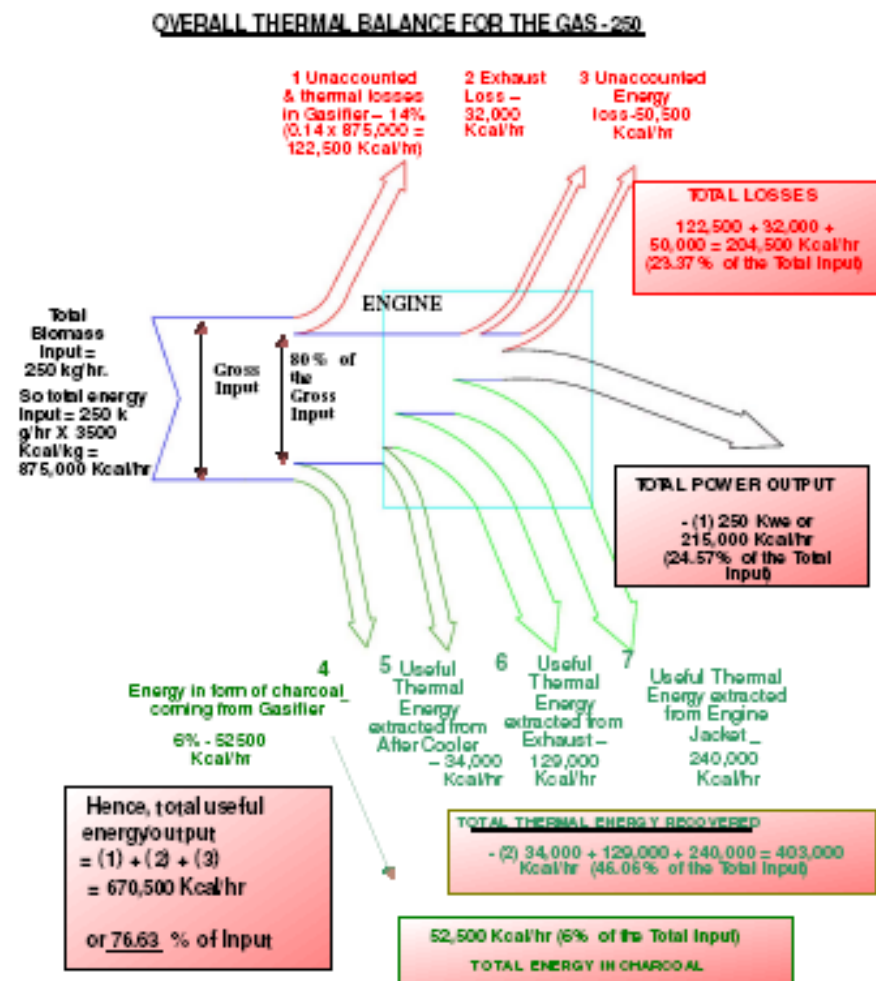 OVERALL THERMAL BALANCE FOR THE GAS - 250
1 Unaccounted
& thermal losses
in Gasifier – 14%
(0.14 x 875,000 =
122,500 Kcal/hr)
2 Exhaust
Loss –
32,000
Kcal/hr
3 Unaccounted
Energy
loss-50,500
Kcal/hr
TOTAL LOSSES
122,500 + 32,000 +
50,000 = 204,500 Kcal/hr
(23.37% of the Total Input)
ENGINE
Total
Biomass
Input =
250 kg/hr.
So total energy
Input = 250 k
g/hr X 3500
Kcal/kg =
875,000 Kcal/hr
Gross
Input
80% of
the
Gross
Input
TOTAL POWER OUTPUT
- (1) 250 Kwe or
215,000 Kcal/hr
(24.57% of the Total
Input)
4
Energy in form of charcoal
coming from Gasifier –
6% - 52500
Kcal/hr
5 Useful
Thermal
Energy
extracted from
After Cooler
– 34,000
Kcal/hr
6 Useful
Thermal
Energy
extracted from
Exhaust –
129,000
Kcal/hr
7
Useful Thermal
Energy extracted
from Engine
Jacket –
240,000
Kcal/hr
Hence, total useful
energy/output
= (1) + (2) + (3)
= 670,500 Kcal/hr
or 76.63 % of Input
TOTAL THERMAL ENERGY RECOVERED
- (2) 34,000 + 129,000 + 240,000 = 403,000
Kcal/hr (46.06% of the Total Input)
52,500 Kcal/hr (6% of the Total Input)
TOTAL ENERGY IN CHARCOAL